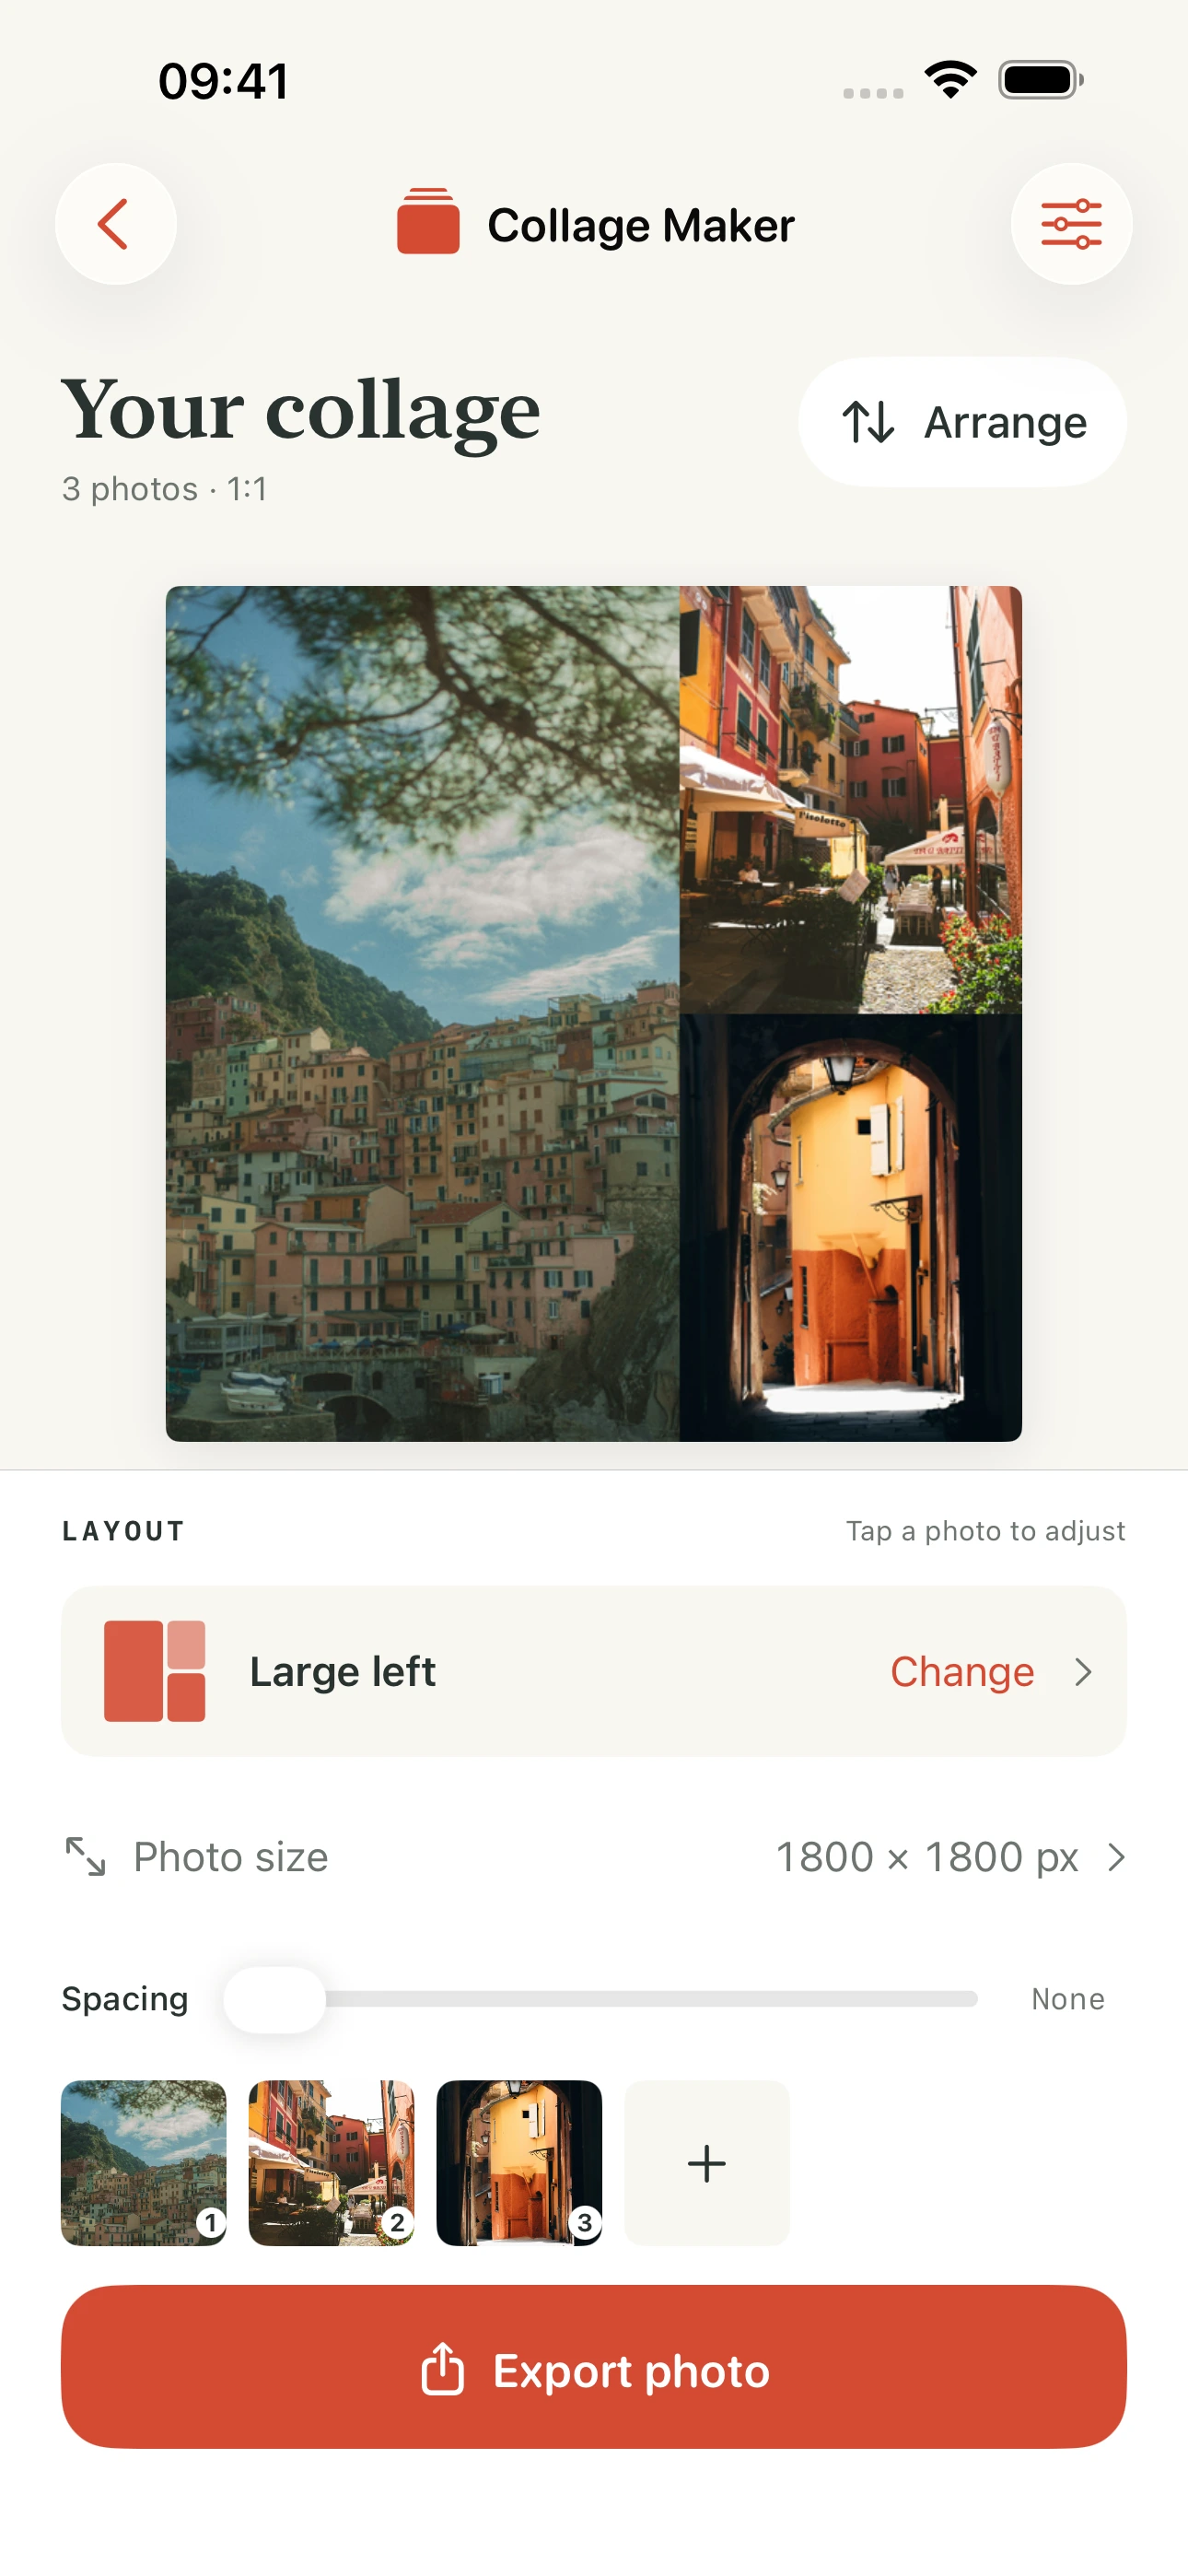 09:41
Collage Maker
Your collage
Arrange
3 photos · 1:1
l'isolotto
LAYOUT
Tap a photo to adjust
Large left
Change
Photo size
1800 × 1800 px
Spacing
None
1
2
3
Export photo